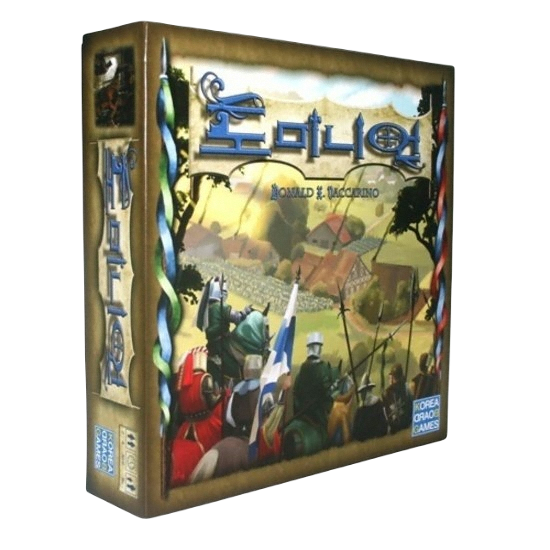 도미니언
DONALD X. VACCARINO
KOREA
BOARD
GAMES
도미니언
KOREA
BOARD
GAMES